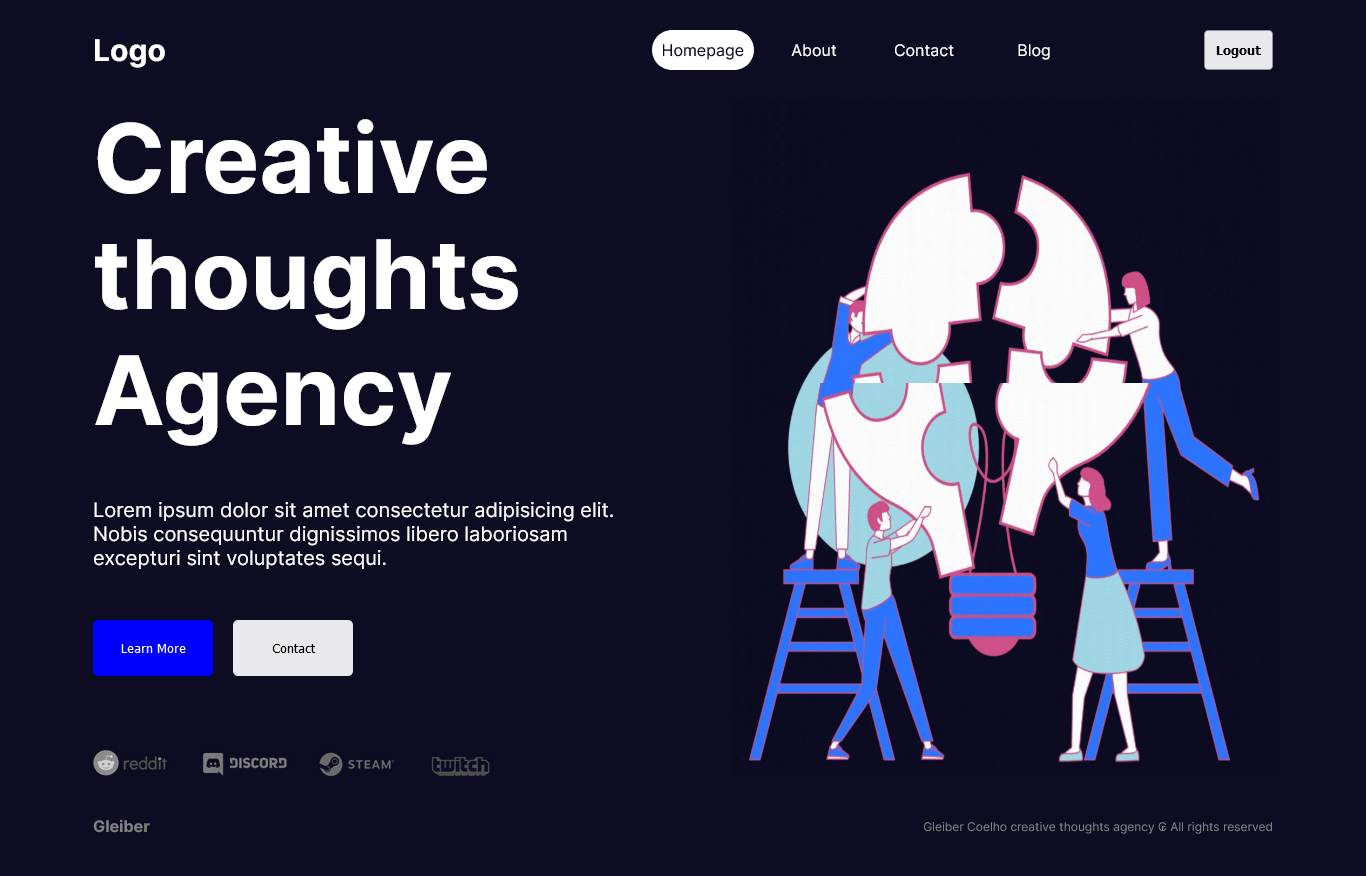 Logo
Homepage About Contact Blog
Logout
Creative
thoughts
Agency
Lorem ipsum dolor sit amet consectetur adipisicing elit.
Nobis consequuntur dignissimos libero laboriosam
excepturi sint voluptates sequi.
Learn More Contact
reddit DISCORD STEAM twitch
Gleiber
Gleiber Coelho creative thoughts agency ₢ All rights reserved